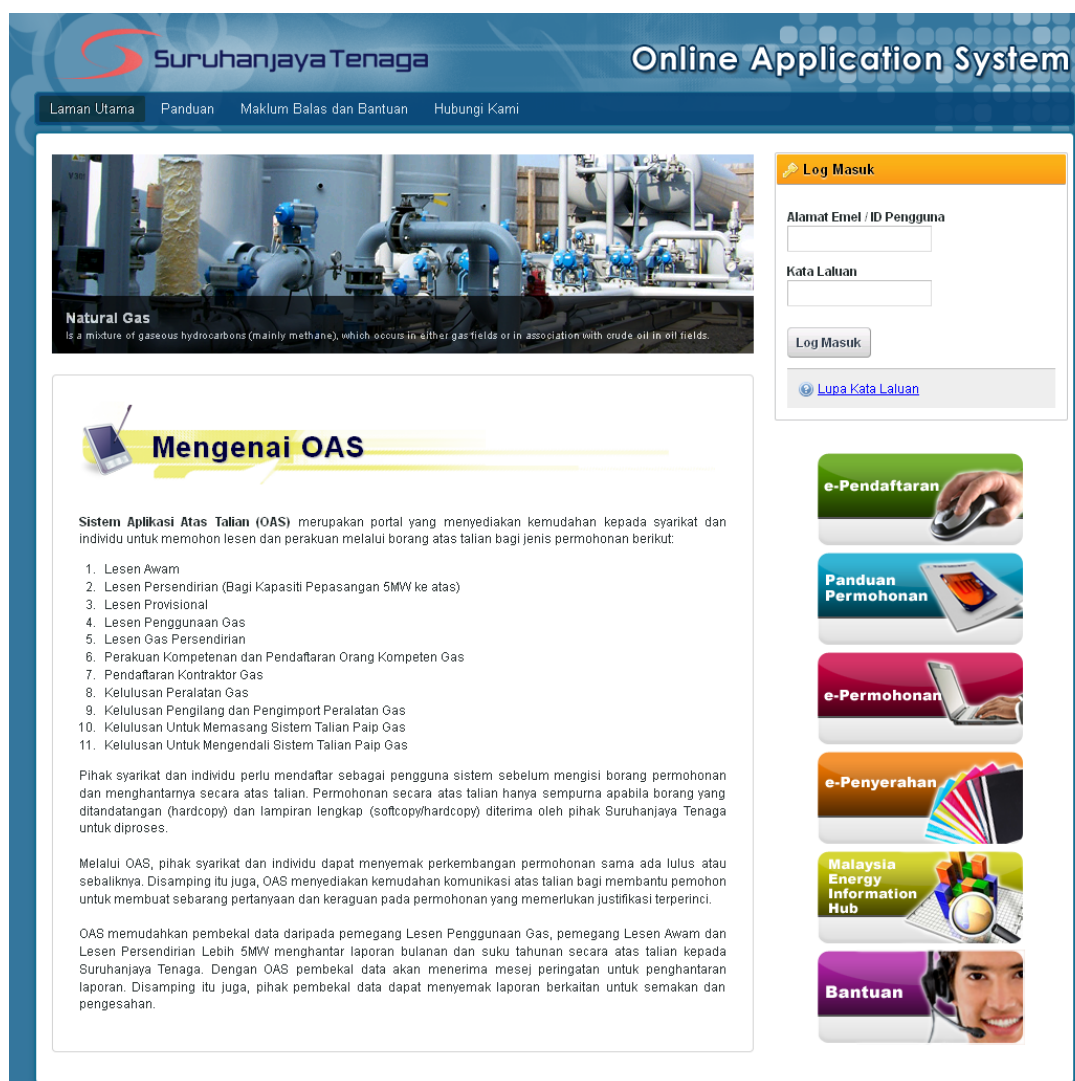 Suruhanjaya Tenaga
Online Application System
Laman Utama Panduan Maklum Balas dan Bantuan Hubungi Kami
V30
Natural Gas
Is a mixture of gaseous hydrocarbons (mainly methane), which occurs in either gas fields or in association with crude oil in oil fields.
Log Masuk
Alamat Emel / ID Pengguna
Kata Laluan
Log Masuk
Lupa Kata Laluan
Mengenai OAS
Sistem Aplikasi Atas Talian (OAS) merupakan portal yang menyediakan kemudahan kepada syarikat dan
individu untuk memohon lesen dan perakuan melalui borang atas talian bagi jenis permohonan berikut:
1. Lesen Awam
2. Lesen Persendirian (Bagi Kapasiti Pepasangan 5MW ke atas)
3. Lesen Provisional
4. Lesen Penggunaan Gas
5. Lesen Gas Persendirian
6. Perakuan Kompetenan dan Pendaftaran Orang Kompeten Gas
7. Pendaftaran Kontraktor Gas
8. Kelulusan Peralatan Gas
9. Kelulusan Pengilang dan Pengimport Peralatan Gas
10. Kelulusan Untuk Memasang Sistem Talian Paip Gas
11. Kelulusan Untuk Mengendali Sistem Talian Paip Gas
Pihak syarikat dan individu perlu mendaftar sebagai pengguna sistem sebelum mengisi borang permohonan
dan menghantarnya secara atas talian. Permohonan secara atas talian hanya sempurna apabila borang yang
ditandatangan (hardcopy) dan lampiran lengkap (softcopy/hardcopy) diterima oleh pihak Suruhanjaya Tenaga
untuk diproses.
Melalui OAS, pihak syarikat dan individu dapat menyemak perkembangan permohonan sama ada lulus atau
sebaliknya. Disamping itu juga, OAS menyediakan kemudahan komunikasi atas talian bagi membantu pemohon
untuk membuat sebarang pertanyaan dan keraguan pada permohonan yang memerlukan justifikasi terperinci.
OAS memudahkan pembekal data daripada pemegang Lesen Penggunaan Gas, pemegang Lesen Awam dan
Lesen Persendirian Lebih 5MW menghantar laporan bulanan dan suku tahunan secara atas talian kepada
Suruhanjaya Tenaga. Dengan OAS pembekal data akan menerima mesej peringatan untuk penghantaran
laporan. Disamping itu juga, pihak pembekal data dapat menyemak laporan berkaitan untuk semakan dan
pengesahan.
e-Pendaftaran
Panduan
Permohonan
e-Permohonan
e-Penyerahan
Malaysia
Energy
Information
Hub
Bantuan